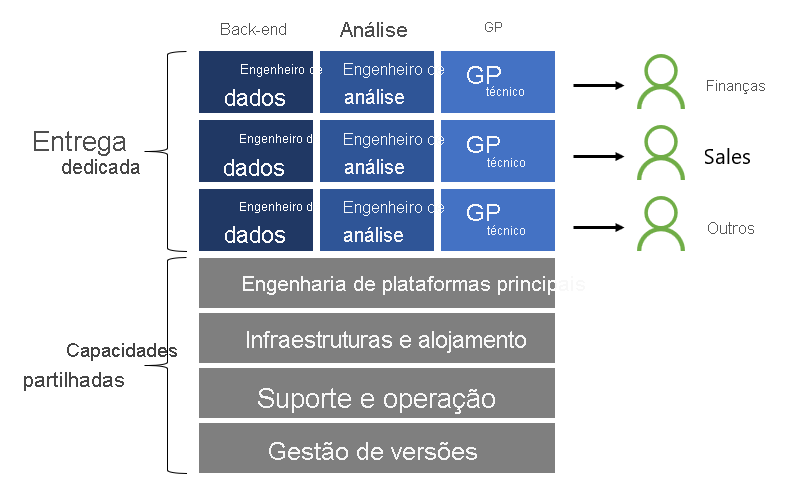 Back-end
Análise
GP
Engenheiro de
dados
Engenheiro de
análise
GP
técnico
Finanças
Entrega
dedicada
Engenheiro d
dados
Engenheiro de
análise
GP
técnico
Sales
Engenheiro d
dados
Engenheiro de
análise
GP
técnico
Outros
Engenharia de plataformas principais
Infraestruturas e alojamento
Capacidades
partilhadas
Suporte e operação
Gestão de versões